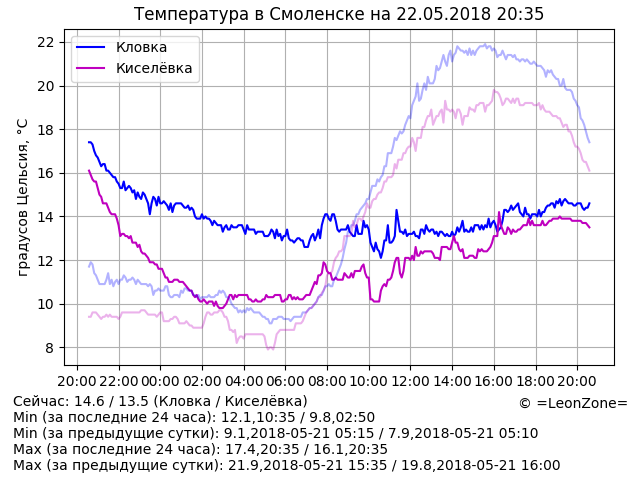 Температура в Смоленске на 22.05.2018 20:35
Кловка
Киселёвка
градусов Цельсия, °C
22
20
18
16
14
12
10
8
20:00 22:00 00:00 02:00 04:00 06:00 08:00 10:00 12:00 14:00 16:00 18:00 20:00
Сейчас: 14.6 / 13.5 (Кловка / Киселёвка)
© =LeonZone=
Min (за последние 24 часа): 12.1,10:35 / 9.8,02:50
Min (за предыдущие сутки): 9.1,2018-05-21 05:15 / 7.9,2018-05-21 05:10
Max (за последние 24 часа): 17.4,20:35 / 16.1,20:35
Max (за предыдущие сутки): 21.9,2018-05-21 15:35 / 19.8,2018-05-21 16:00